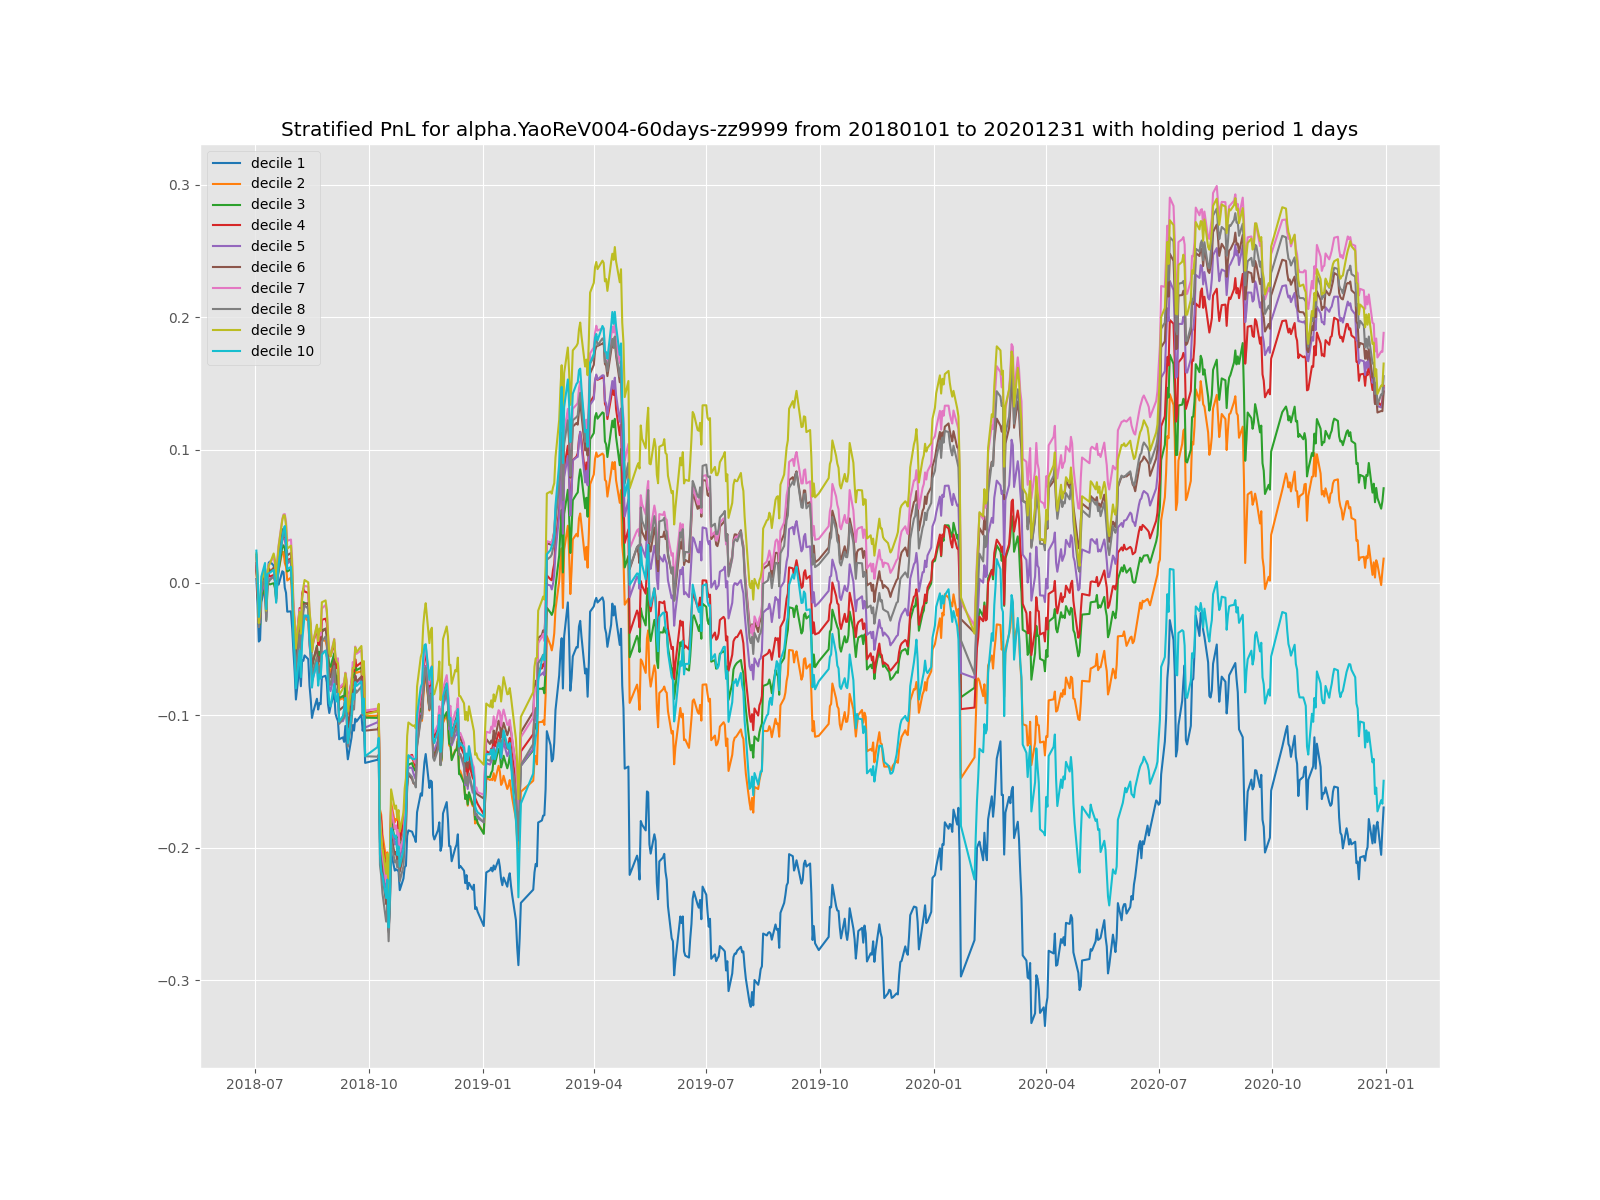 Stratified PnL for alpha.YaoReV004-60days-zz9999 from 20180101 to 20201231 with holding period 1 days
decile 1
decile 2
decile 3
decile 4
decile 5
decile 6
decile 7
decile 8
decile 9
decile 10
0.3
0.2
0.1
0.0
−0.1
−0.2
−0.3
2018-07 2018-10 2019-01 2019-04 2019-07 2019-10 2020-01 2020-04 2020-07 2020-10 2021-01